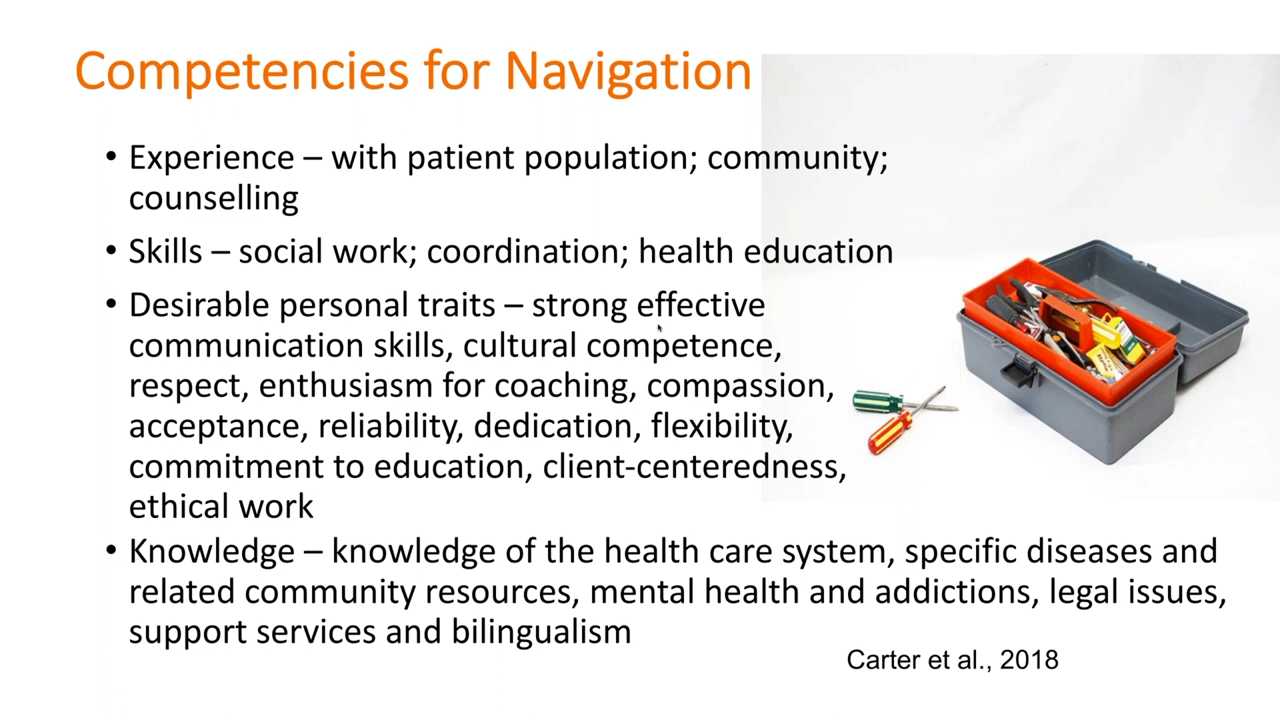 Competencies for Navigation
• Experience – with patient population; community;
counselling
• Skills – social work; coordination; health education
• Desirable personal traits – strong effective
communication skills, cultural competence,
respect, enthusiasm for coaching, compassion,
acceptance, reliability, dedication, flexibility,
commitment to education, client-centeredness,
ethical work
• Knowledge – knowledge of the health care system, specific diseases and
related community resources, mental health and addictions, legal issues,
support services and bilingualism
Carter et al., 2018